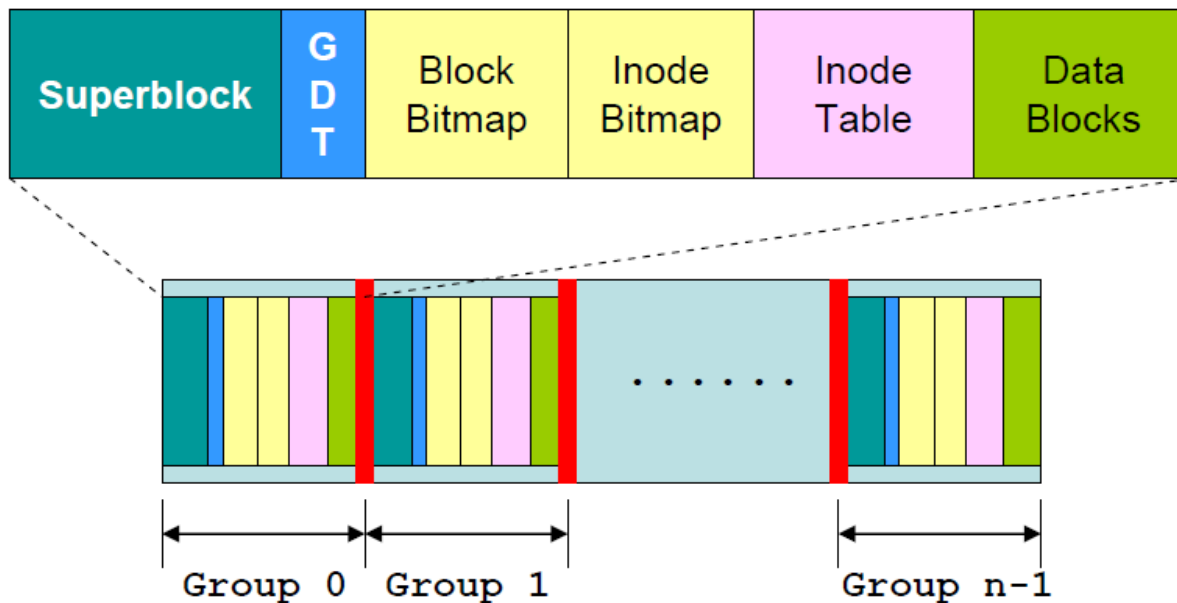 Superblock
G
D
T
Block
Bitmap
Inode
Bitmap
Inode
Table
Data
Blocks
......
Group 0
Group 1
Group n-1